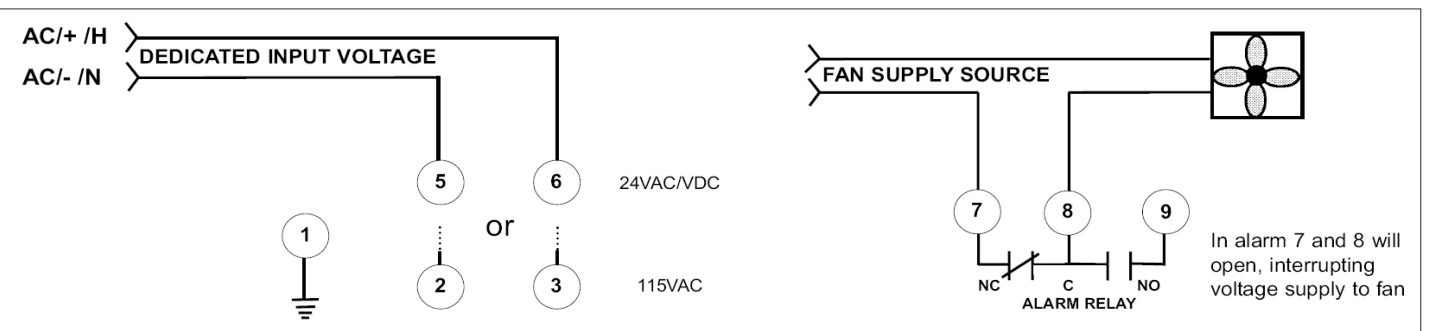 AC/+ /H
DEDICATED INPUT VOLTAGE
AC/- /N
5
6
24VAC/VDC
or
1
2
3
115VAC
FAN SUPPLY SOURCE
7
8
9
NC
C
NO
ALARM RELAY
In alarm 7 and 8 will
open, interrupting
voltage supply to fan